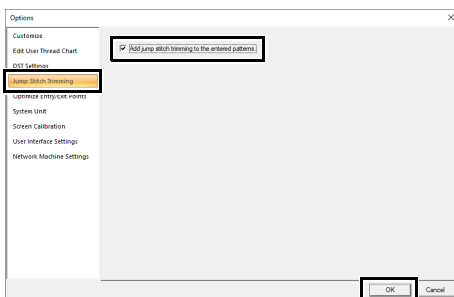 Options
Customize
Edit User Thread Chart
DST Settings
Jump Stitch Trimming
Optimize Entry/Exit Points
System Unit
Screen Calibration
User Interface Settings
Network Machine Settings
Add jump stitch trimming to the entered patterns.
OK Cancel